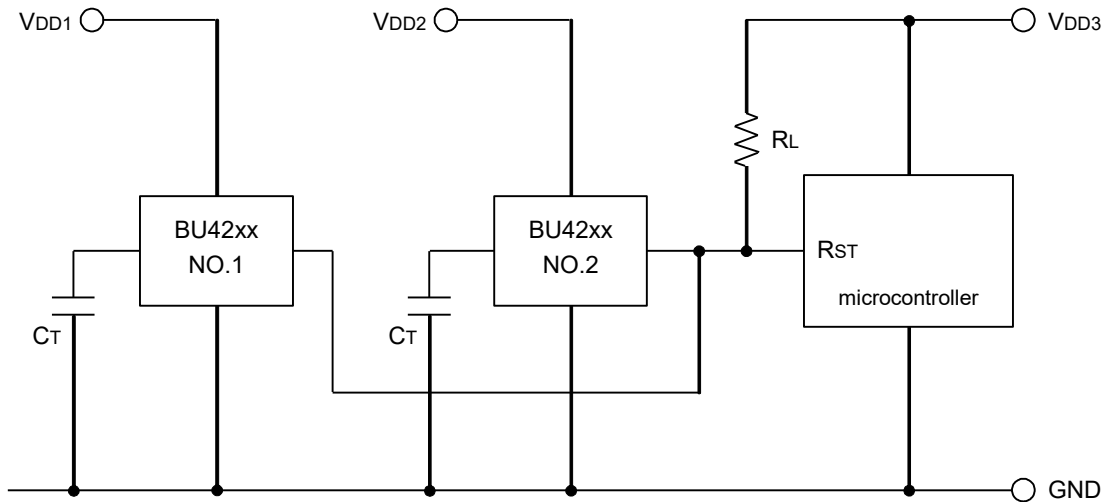 VDD1
VDD2
VDD3
RL
BU42xx
NO.1
BU42xx
NO.2
RST
microcontroller
CT
CT
GND